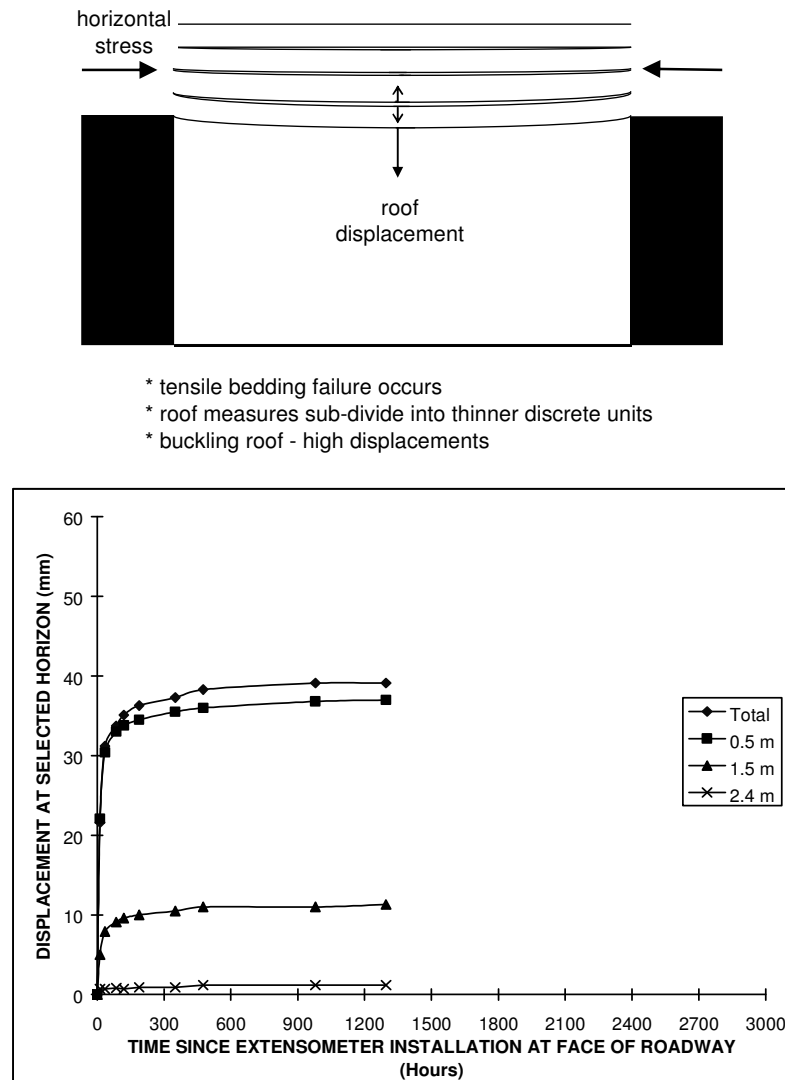 horizontal
stress
roof
displacement
* tensile bedding failure occurs
* roof measures sub-divide into thinner discrete units
* buckling roof - high displacements
DISPLACEMENT AT SELECTED HORIZON (mm)
60
50
40
30
20
10
0
Total
0.5 m
1.5 m
2.4 m
0 300 600 900 1200 1500 1800 2100 2400 2700 3000
TIME SINCE EXTENSOMETER INSTALLATION AT FACE OF ROADWAY
(Hours)